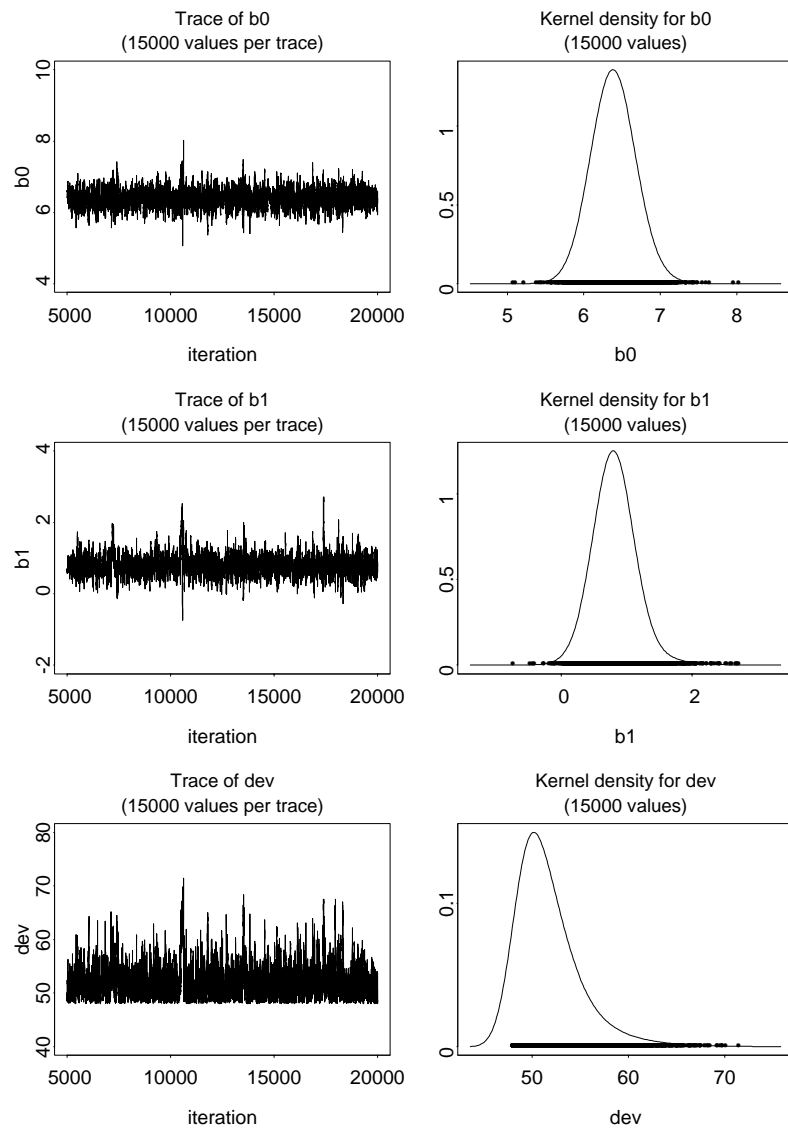 Trace of b0
(15000 values per trace)
b0
10
8
6
4
5000 10000 15000 20000
iteration
Kernel density for b0
(15000 values)
1
0.5
0
5 6 7 8
b0
Trace of b1
(15000 values per trace)
b1
4
2
0
-2
5000 10000 15000 20000
iteration
Kernel density for b1
(15000 values)
1
0.5
0
0 2
b1
Trace of dev
(15000 values per trace)
dev
80
70
60
50
40
5000 10000 15000 20000
iteration
Kernel density for dev
(15000 values)
0.1
0
50 60 70
dev